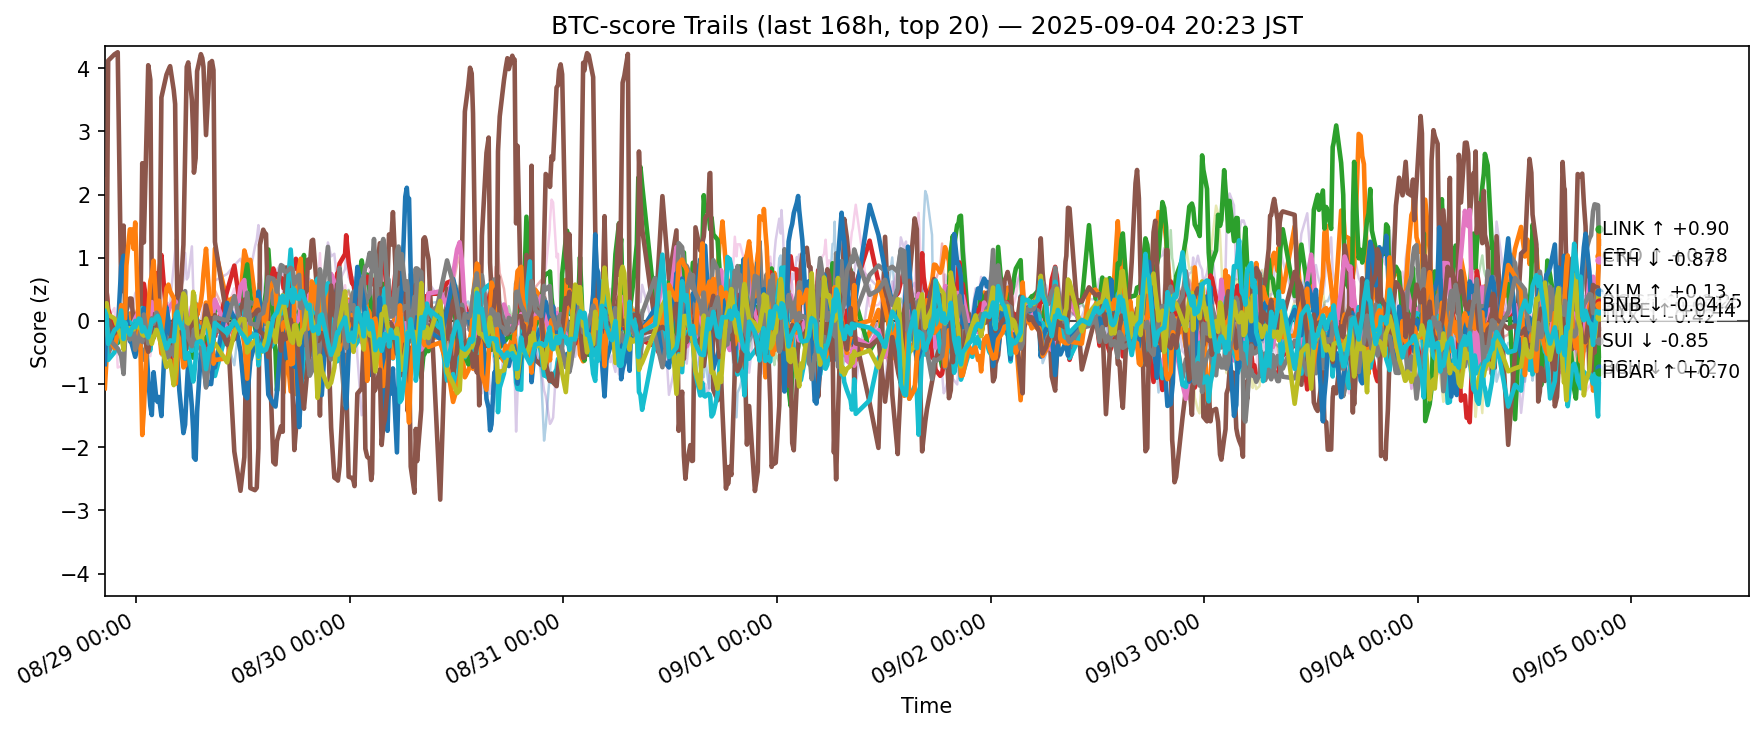 BTC-score Trails (last 168h, top 20) — 2025-09-04 20:23 JST
Score (z)
4
3
2
1
0
−1
−2
−3
−4
LINK ↑ +0.90
ETH ↓ -0.87
XLM ↑ +0.13
BNB ↓ -0.04
SUI ↓ -0.85
HBAR ↑ +0.70
08/29 00:00
08/30 00:00
08/31 00:00
09/01 00:00
09/02 00:00
09/03 00:00
09/04 00:00
09/05 00:00
Time